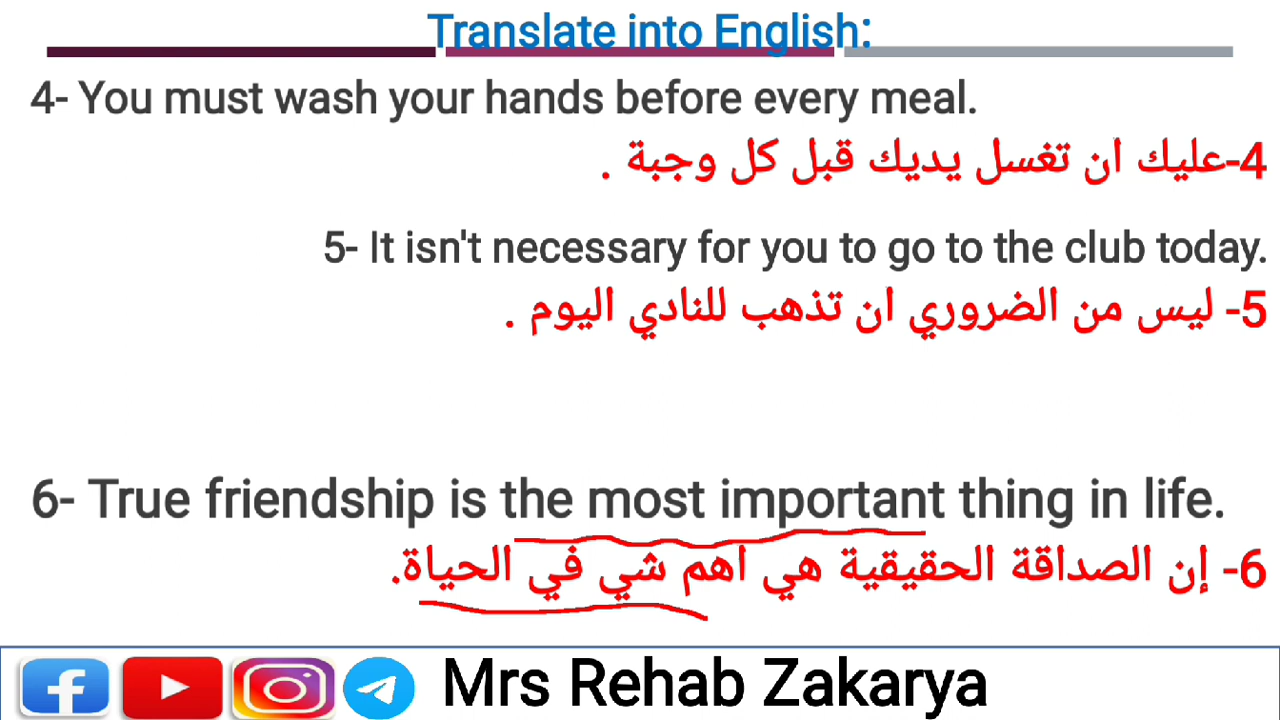 Translate into English:
4- You must wash your hands before every meal.
4-عليك ان تغسل يديك قبل كل وجبة .
5- It isn't necessary for you to go to the club today.
5- ليس من الضروري ان تذهب للنادي اليوم .
6- True friendship is the most important thing in life.
6- إن الصداقة الحقيقية هي اهم شي في الحياة.
Mrs Rehab Zakarya